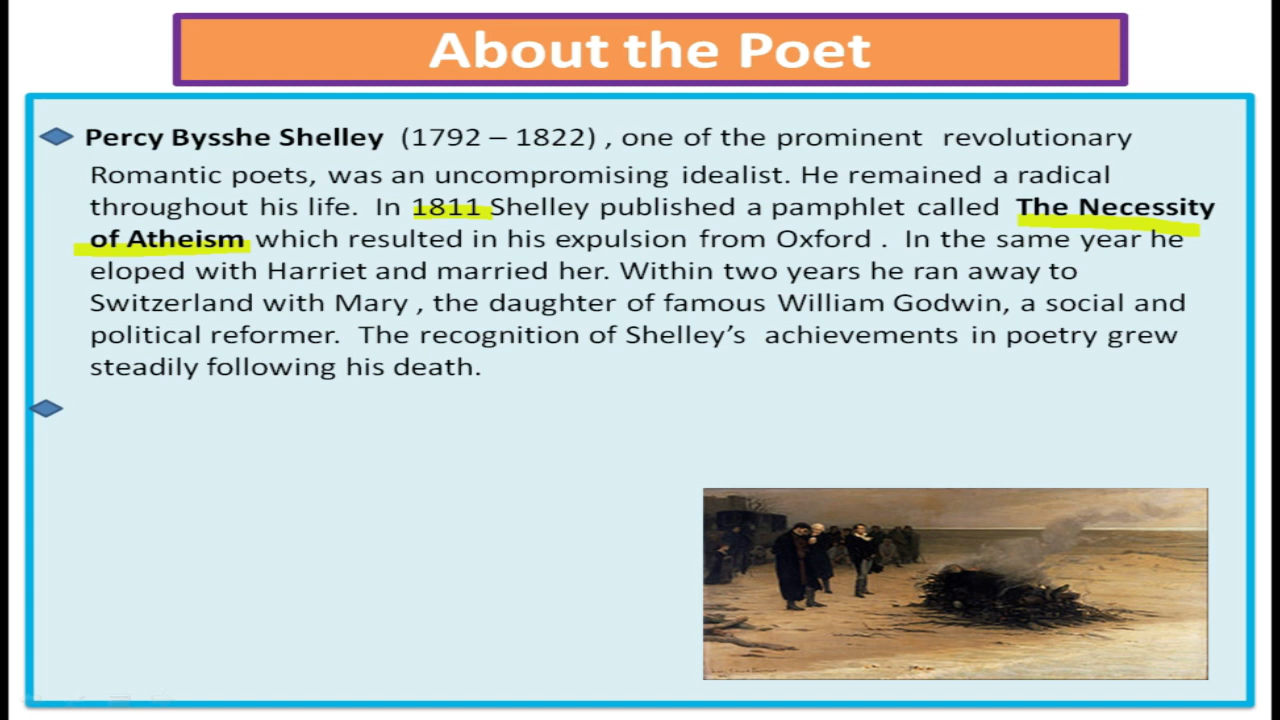 About the Poet
Percy Bysshe Shelley (1792 – 1822) , one of the prominent revolutionary
Romantic poets, was an uncompromising idealist. He remained a radical
throughout his life. In 1811 Shelley published a pamphlet called The Necessity
of Atheism which resulted in his expulsion from Oxford . In the same year he
eloped with Harriet and married her. Within two years he ran away to
Switzerland with Mary , the daughter of famous William Godwin, a social and
political reformer. The recognition of Shelley’s achievements in poetry grew
steadily following his death.